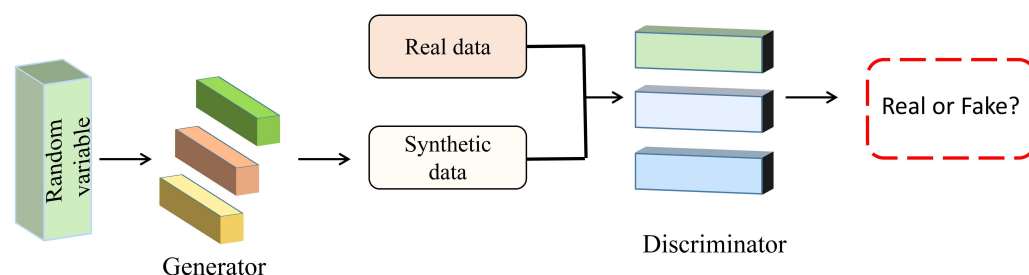 Random
variable
Generator
Real data
Synthetic
data
Discriminator
Real or Fake?